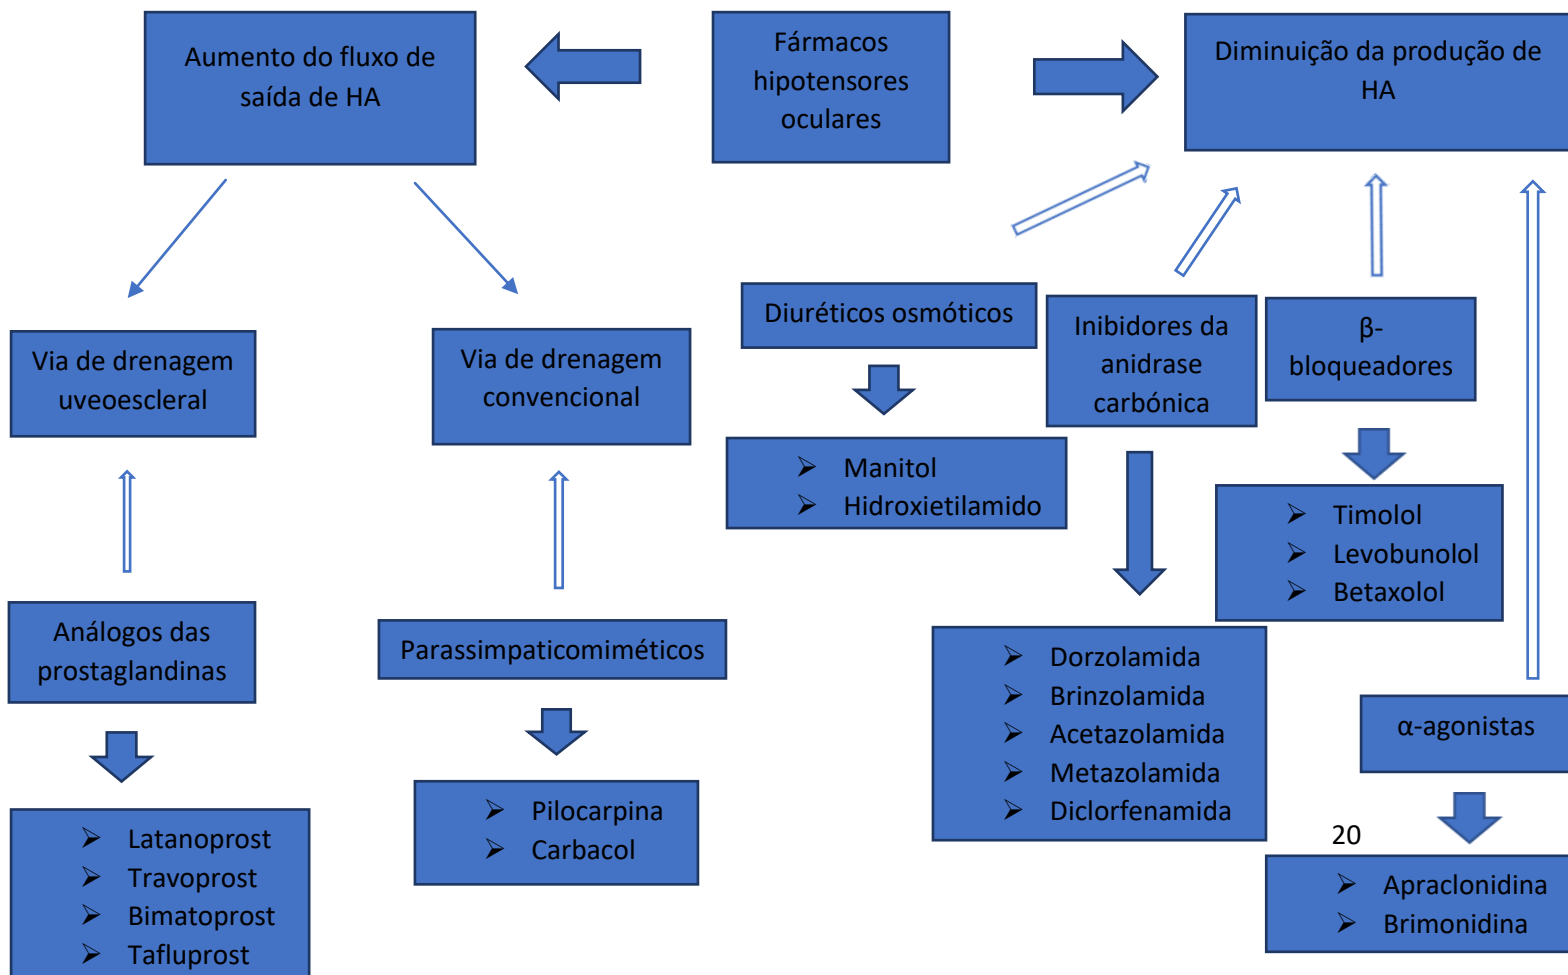 Aumento do fluxo de
saída de HA
Fármacos
hipotensores
oculares
Diminuição da produção de
HA
Via de drenagem
uveoescleral
Via de drenagem
convencional
Diuréticos osmóticos
Inibidores da
anidrase
carbónica
β-
bloqueadores
➢ Manitol
➢ Hidroxietilamido
➢ Timolol
➢ Levobunolol
➢ Betaxolol
Análogos das
prostaglandinas
Parassimpaticomiméticos
➢ Dorzolamida
➢ Brinzolamida
➢ Acetazolamida
➢ Metazolamida
➢ Diclorfenamida
α-agonistas
➢ Latanoprost
➢ Travoprost
➢ Bimatoprost
➢ Tafluprost
➢ Pilocarpina
➢ Carbacol
20
➢ Apraclonidina
➢ Brimonidina